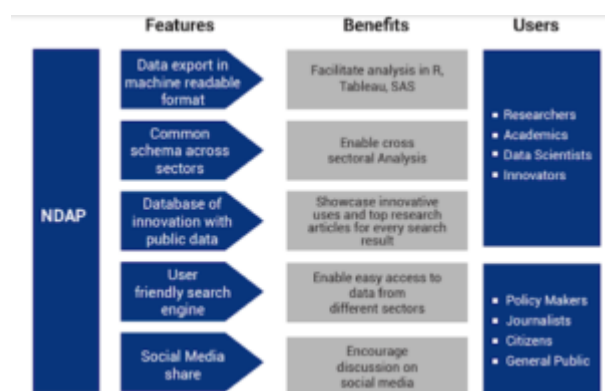 Features
Benefits
Users
NDAP
Data export in
machine readable
format
Facilitate analysis in R,
Tableau, SAS
Common
schema across
sectors
Enable cross
sectoral Analysis
Database of
innovation with
public data
Showcase innovative
uses and top research
articles for every search
result
User
friendly search
engine
Enable easy access to
data from
different sectors
Social Media
share
Encourage
discussion on
social media
▪ Researchers
▪ Academics
▪ Data Scientists
▪ Innovators
▪ Policy Makers
▪ Journalists
▪ Citizens
▪ General Public